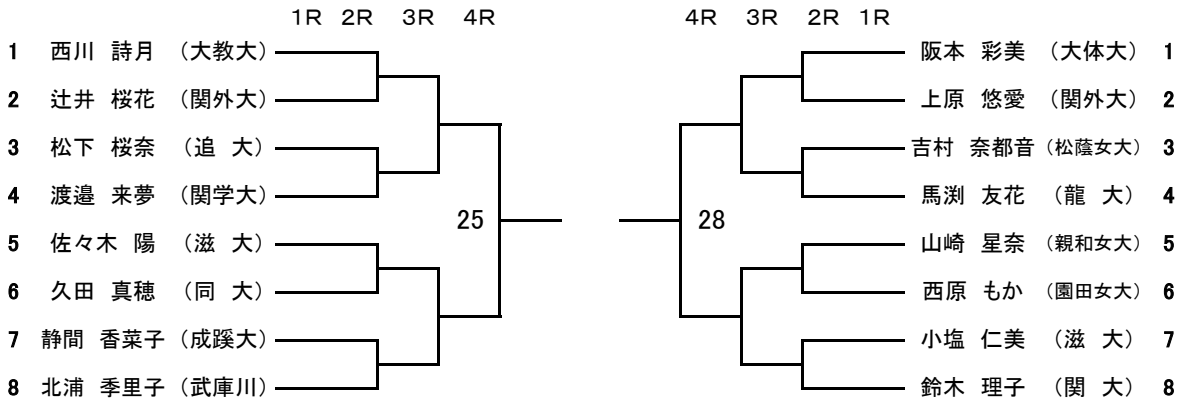 1R 2R 3R 4R 4R 3R 2R 1R
1 西川 詩月 （大教大） 阪本 彩美 （大体大） 1
2 辻井 桜花 （関外大） 上原 悠愛 （関外大） 2
3 松下 桜奈 （追 大） 吉村 奈都音 （松蔭女大） 3
4 渡邉 来夢 （関学大） 馬渕 友花 （龍 大） 4
25 28
5 佐々木 陽 （滋 大） 山崎 星奈 （親和女大） 5
6 久田 真穂 （同 大） 西原 もか （園田女大） 6
7 静間 香菜子 （成蹊大） 小塩 仁美 （滋 大） 7
8 北浦 季里子 （武庫川） 鈴木 理子 （関 大） 8